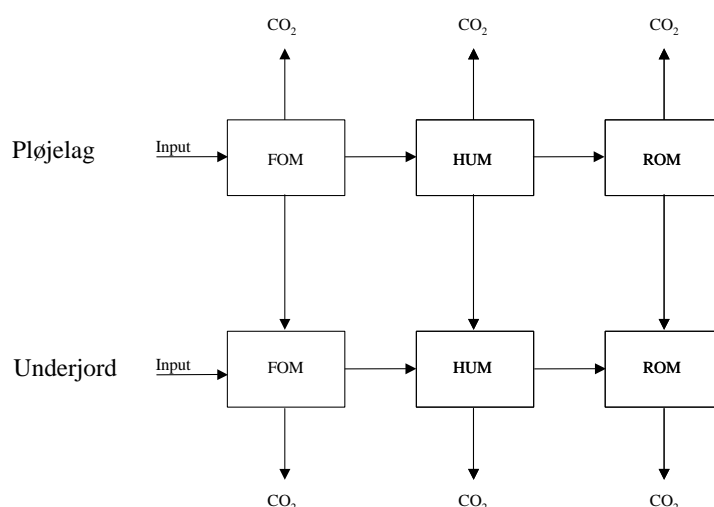 CO₂ CO₂ CO₂
Pløjelag Input FOM HUM ROM
Underjord Input FOM HUM ROM
CO₂ CO₂ CO₂